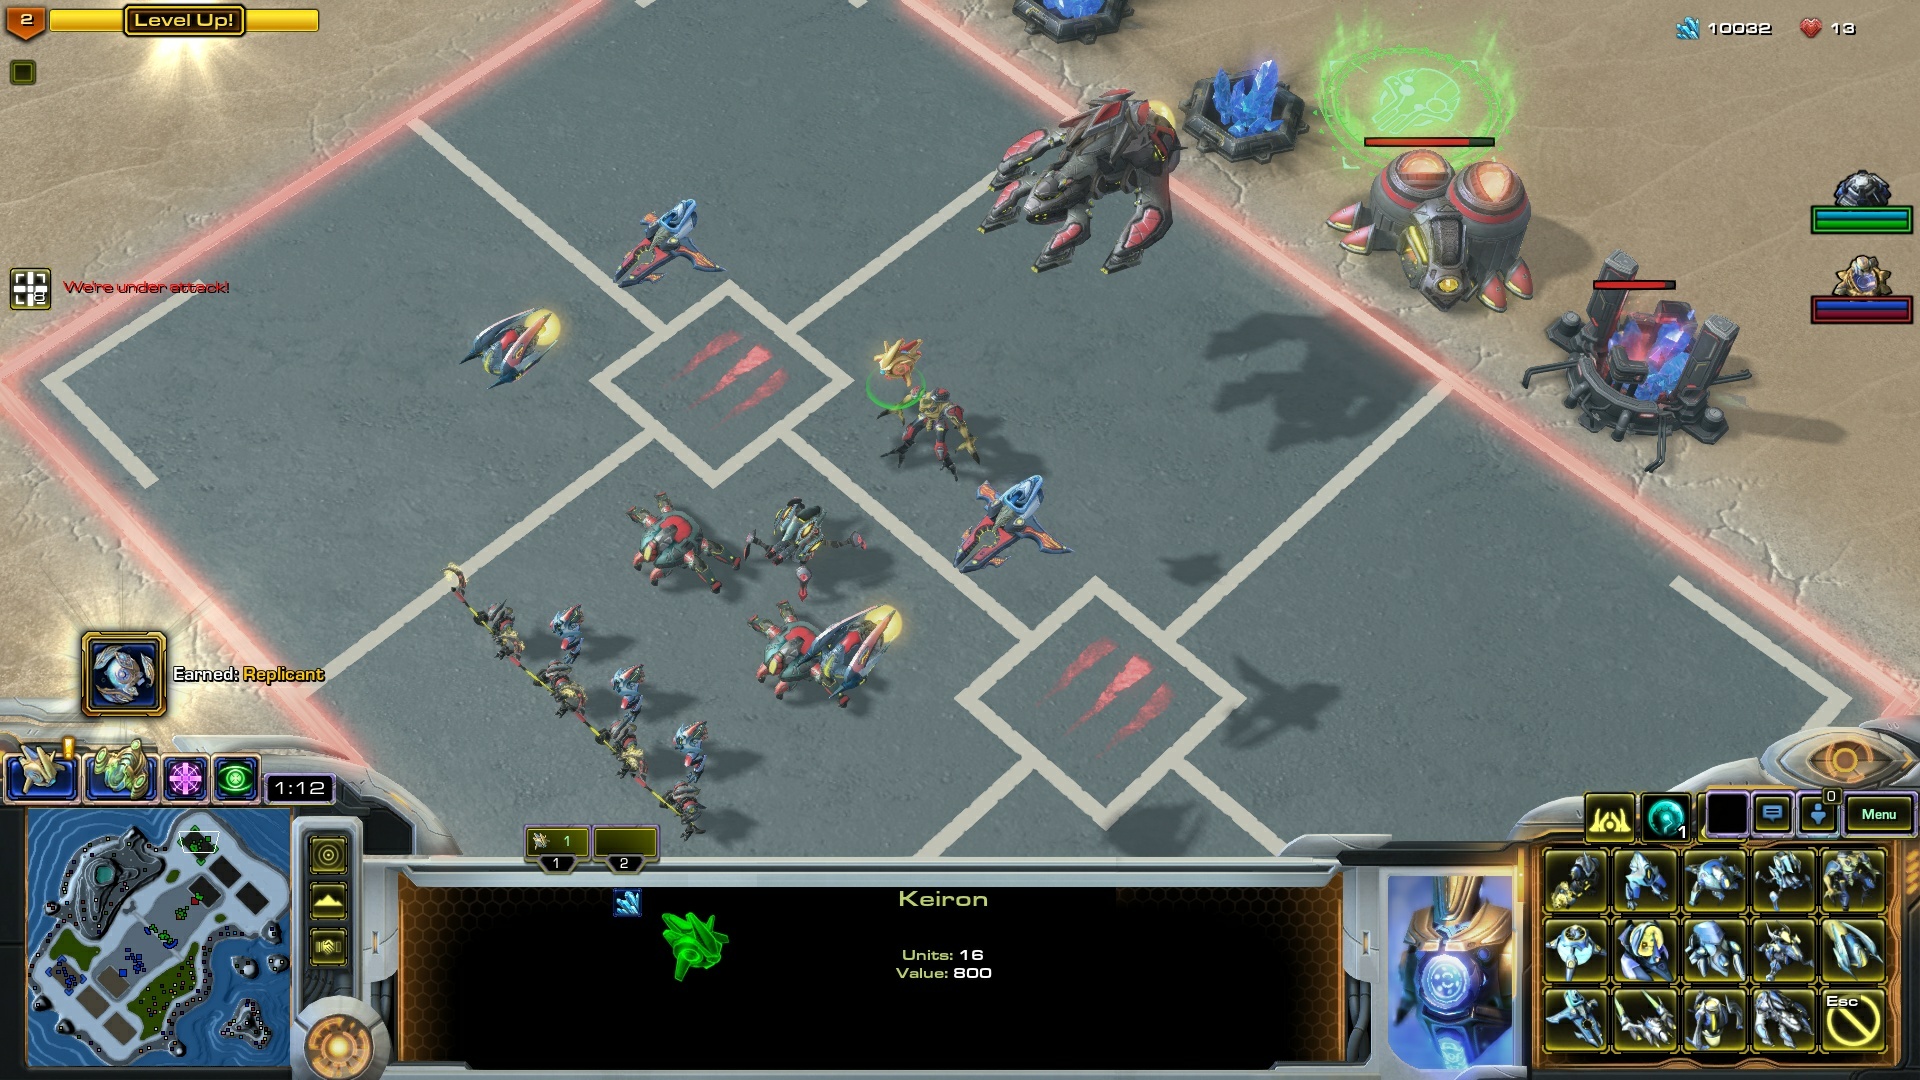 2
Level Up!
10032
13
We're under attack!
8
Earned: Replicant
1:12
0
1
Menu
1
1
2
Keiron
Units: 16
Value: 800
Esc